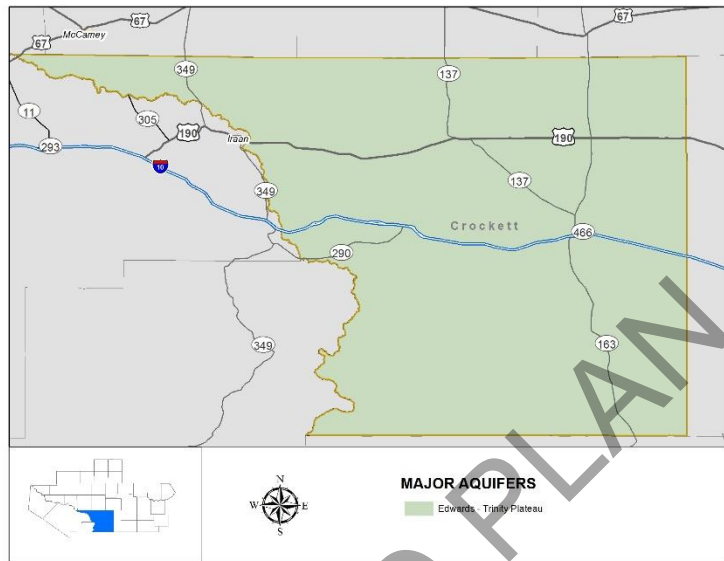 67
67
McCamey
67
349
137
11
305
190
Iraan
190
293
10
349
137
Crockett
466
290
349
163
N
W E
S
MAJOR AQUIFERS
Edwards - Trinity Plateau
PLAN